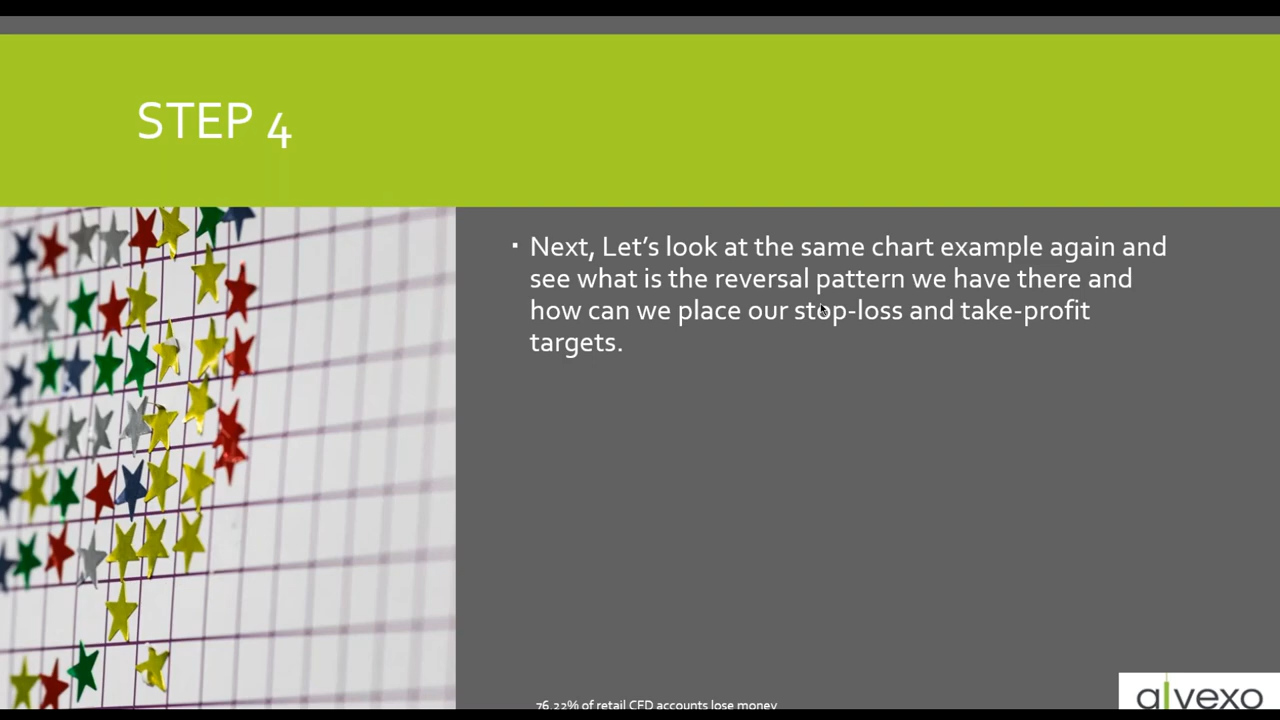 STEP 4
▪ Next, Let's look at the same chart example again and
see what is the reversal pattern we have there and
how can we place our stop-loss and take-profit
targets.
76.22% of retail CFD accounts lose money
alvexo